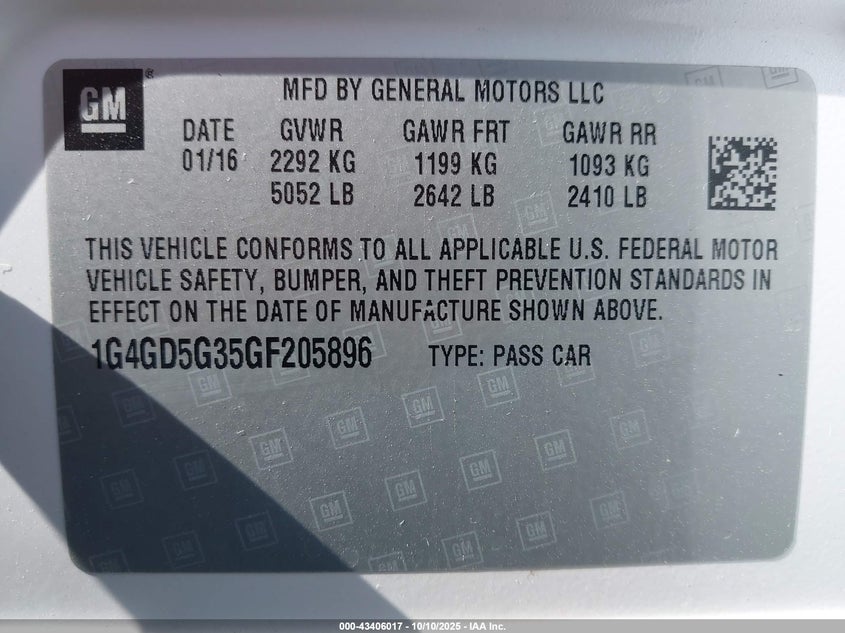 GM
MFD BY GENERAL MOTORS LLC
DATE GVWR GAWR FRT GAWR RR
01/16 2292 KG 1199 KG 1093 KG
5052 LB 2642 LB 2410 LB
THIS VEHICLE CONFORMS TO ALL APPLICABLE U.S. FEDERAL MOTOR
VEHICLE SAFETY, BUMPER, AND THEFT PREVENTION STANDARDS IN
EFFECT ON THE DATE OF MANUFACTURE SHOWN ABOVE.
1G4GD5G35GF205896 TYPE: PASS CAR
000-43406017 - 10/10/2025 - IAA Inc.